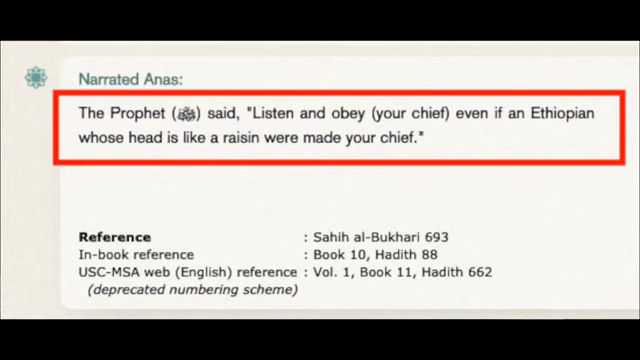 Narrated Anas:
The Prophet (ﷺ) said, "Listen and obey (your chief) even if an Ethiopian
whose head is like a raisin were made your chief."
Reference : Sahih al-Bukhari 693
In-book reference : Book 10, Hadith 88
USC-MSA web (English) reference : Vol. 1, Book 11, Hadith 662
(deprecated numbering scheme)